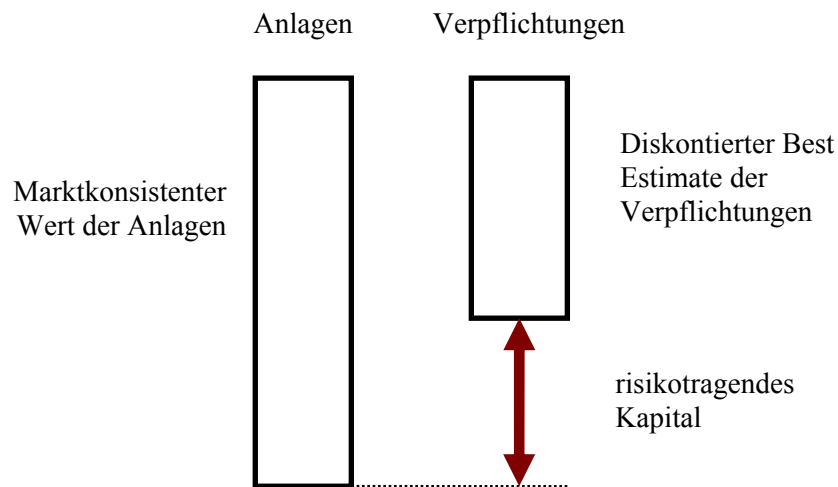 Anlagen
Verpflichtungen
Marktkonsistenter
Wert der Anlagen
Diskontierter Best
Estimate der
Verpflichtungen
risikotragendes
Kapital